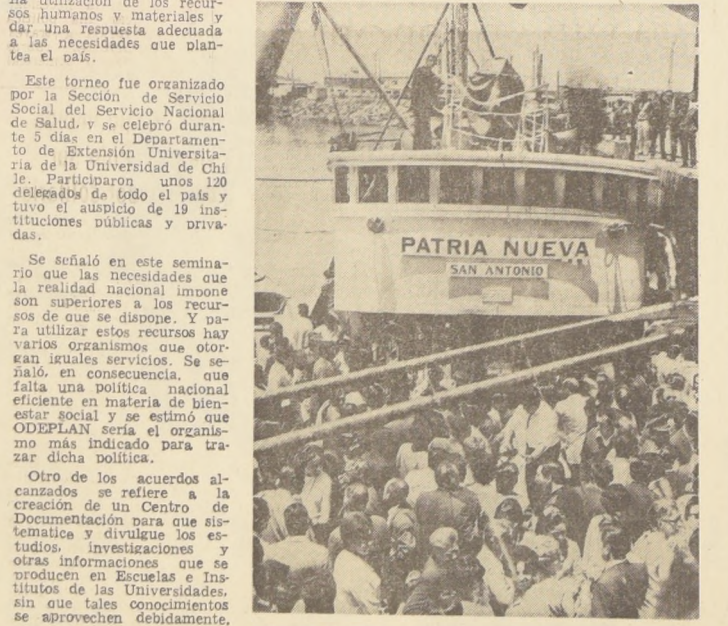 na utilización de los recur-
sos humanos y materiales y
dar una respuesta adecuada
a las necesidades que plan-
tea el país.
Este torneo fue organizado
por la Sección de Servicio
Social del Servicio Nacional
de Salud, y se celebró duran-
te 5 días en el Departamen-
to de Extensión Universita-
ria de la Universidad de Chi
le. Participaron unos 120
delegados de todo el país y
tuvo el auspicio de 19 ins-
tituciones públicas y priva-
das.
Se señaló en este semina-
rio que las necesidades que
la realidad nacional impone
son superiores a los recur-
sos de que se dispone. Y pa-
ra utilizar estos recursos hay
varios organismos que otor-
gan iguales servicios. Se se-
ñaló, en consecuencia, que
falta una política nacional
eficiente en materia de bien-
estar social y se estimó que
ODEPLAN sería el organis-
mo más indicado para tra-
zar dicha política.
Otro de los acuerdos al-
canzados se refiere a la
creación de un Centro de
Documentación para que sis-
tematice y divulgue los es-
tudios, investigaciones y
otras informaciones que se
producen en Escuelas e Ins-
titutos de las Universidades,
sin que tales conocimientos
se aprovechen debidamente,
PATRIA NUEVA
SAN ANTONIO